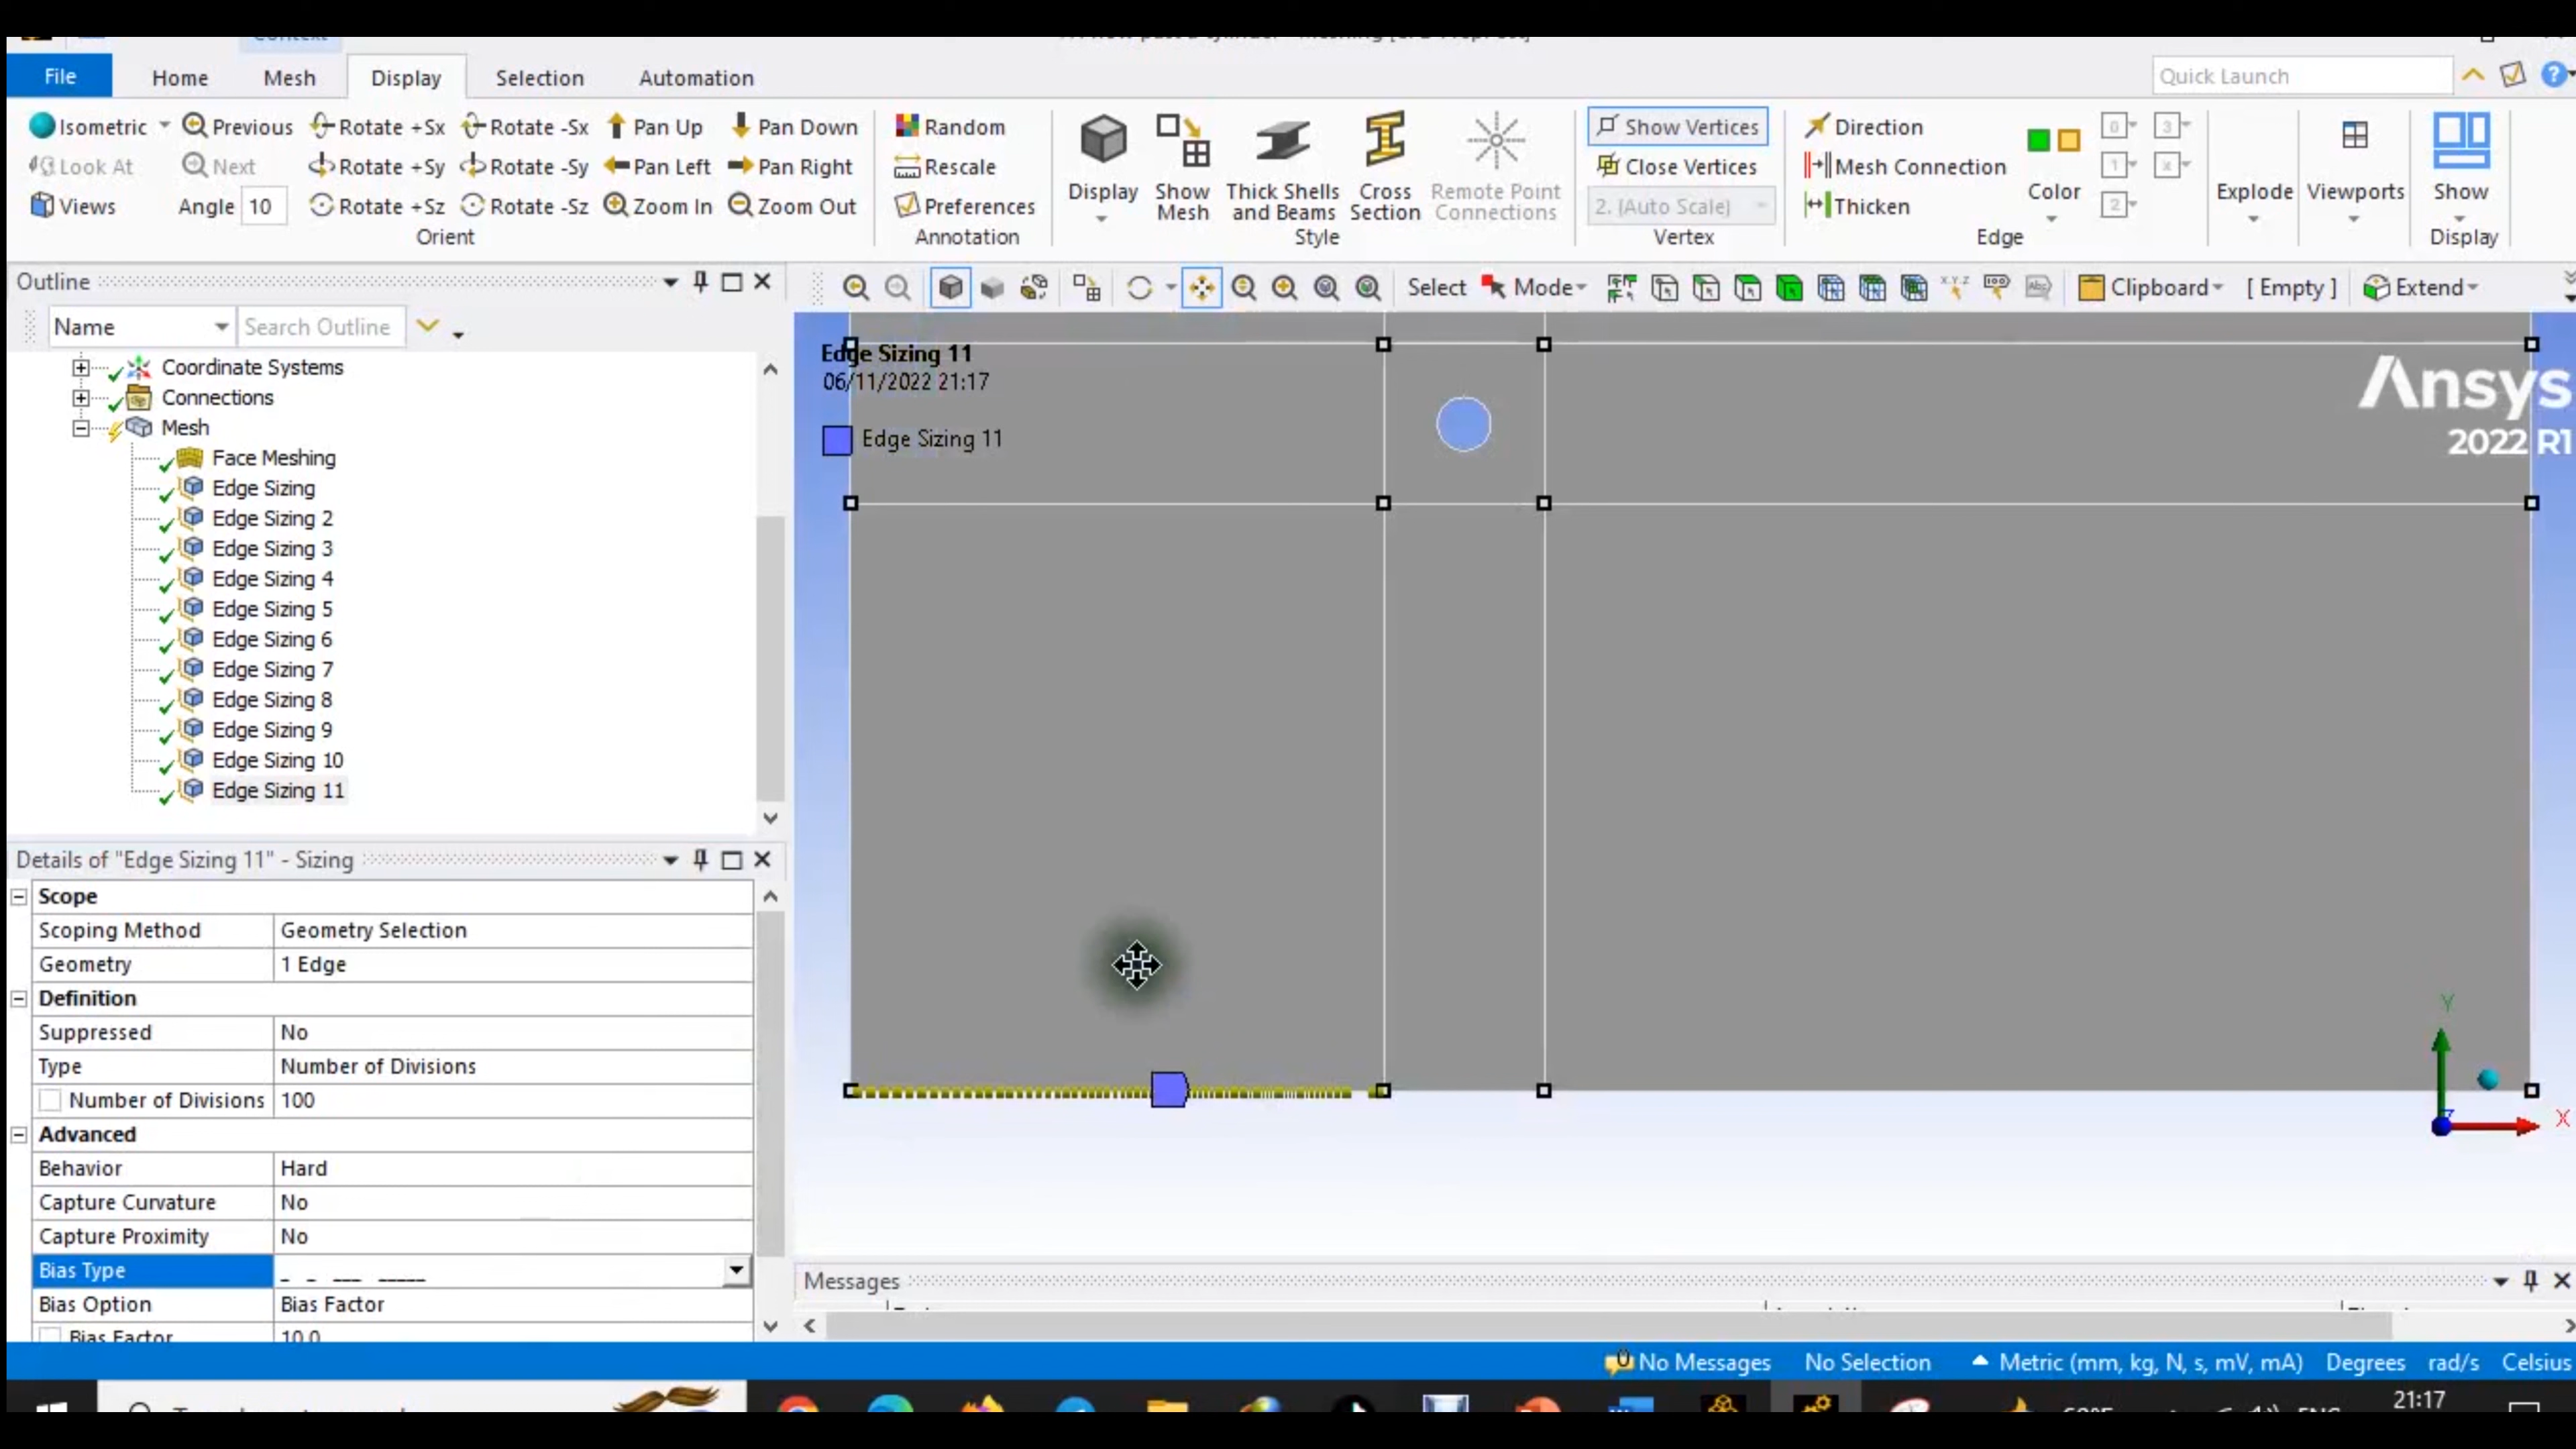 Context
File Home Mesh Display Selection Automation Quick Launch
Isometric Previous Rotate +Sx Rotate -Sx Pan Up Pan Down Random Show Vertices Direction
Look At Next Rotate +Sy Rotate -Sy Pan Left Pan Right Rescale Close Vertices Mesh Connection
Views Angle 10 Rotate +Sz Rotate -Sz Zoom In Zoom Out Preferences 2. (Auto Scale) Thicken
Display Show Mesh Thick Shells and Beams Cross Section Remote Point Connections Color Explode Viewports Show
Orient Annotation Style Vertex Edge Display
Outline
Name Search Outline
Select Mode Clipboard [ Empty ] Extend
Coordinate Systems
Connections
Mesh
Face Meshing
Edge Sizing
Edge Sizing 2
Edge Sizing 3
Edge Sizing 4
Edge Sizing 5
Edge Sizing 6
Edge Sizing 7
Edge Sizing 8
Edge Sizing 9
Edge Sizing 10
Edge Sizing 11
Edge Sizing 11
06/11/2022 21:17
Edge Sizing 11
Ansys
2022 R1
Y
X
Details of "Edge Sizing 11" - Sizing
Scope
Scoping Method Geometry Selection
Geometry 1 Edge
Definition
Suppressed No
Type Number of Divisions
Number of Divisions 100
Advanced
Behavior Hard
Capture Curvature No
Capture Proximity No
Bias Type
Bias Option Bias Factor
Bias Factor 10.0
Messages
No Messages No Selection Metric (mm, kg, N, s, mV, mA) Degrees rad/s Celsius
21:17